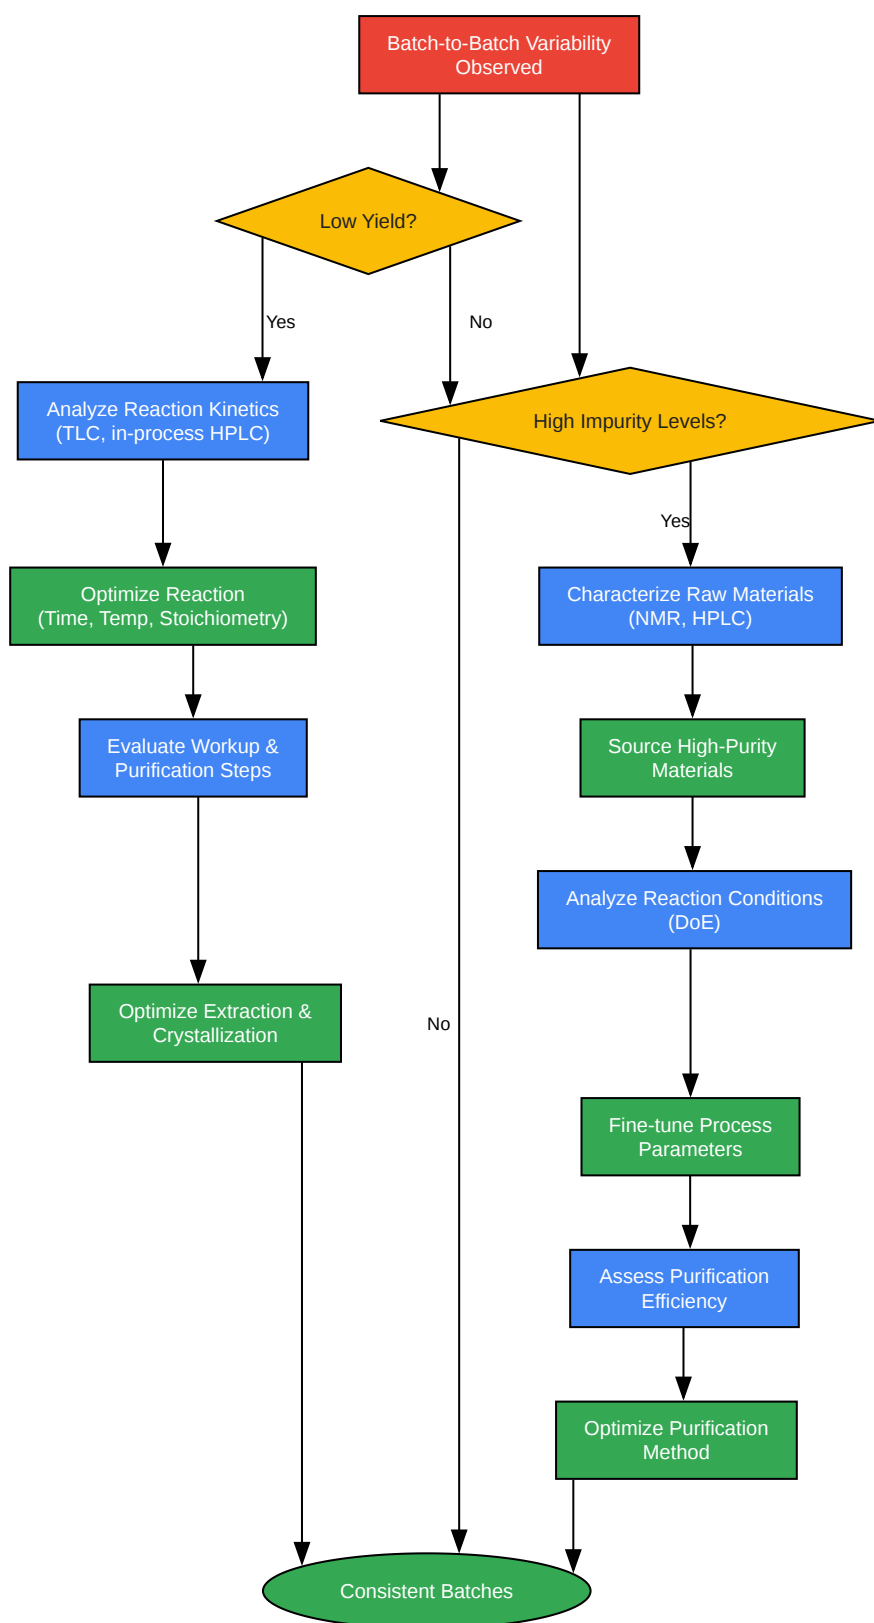 Batch-to-Batch Variability
Observed
Low Yield?
Yes
No
Analyze Reaction Kinetics
(TLC, in-process HPLC)
High Impurity Levels?
Yes
Optimize Reaction
(Time, Temp, Stoichiometry)
Characterize Raw Materials
(NMR, HPLC)
Evaluate Workup &
Purification Steps
Source High-Purity
Materials
Analyze Reaction Conditions
(DoE)
Optimize Extraction &
Crystallization
No
Fine-tune Process
Parameters
Assess Purification
Efficiency
Optimize Purification
Method
Consistent Batches